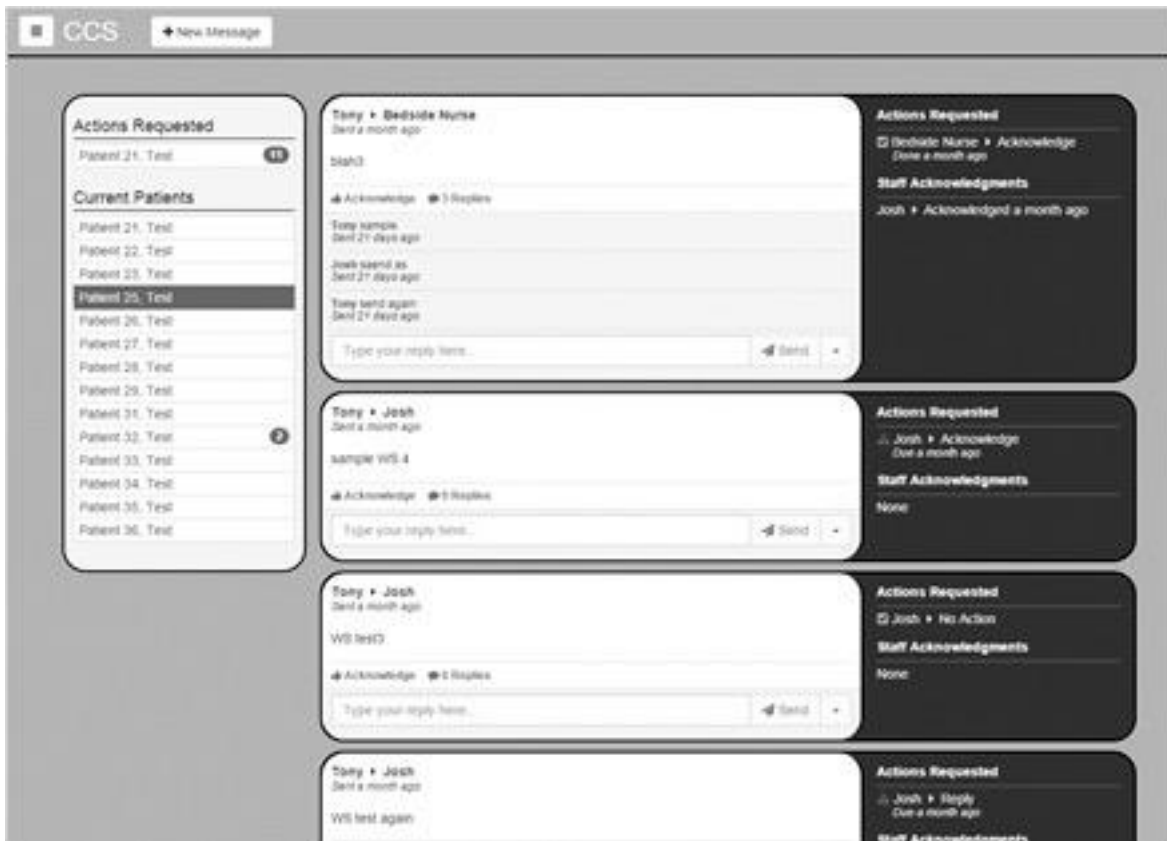 CCS
New Message
Actions Requested
Patient 21, Test
Current Patients
Patient 21, Test
Patient 22, Test
Patient 23, Test
Patient 25, Test
Patient 26, Test
Patient 27, Test
Patient 28, Test
Patient 29, Test
Patient 31, Test
Patient 32, Test 2
Patient 33, Test
Patient 34, Test
Patient 35, Test
Patient 36, Test
Tony Bedside Nurse
Sent a month ago
blah3
Acknowledge 3 Replies
Tony sample
Sent 21 days ago
Josh send as
Sent 21 days ago
Tony send again
Sent 21 days ago
Type your reply here...
Send
Actions Requested
Bedside Nurse Acknowledge
Done a month ago
Staff Acknowledgments
Josh Acknowledged a month ago
Tony Josh
Sent a month ago
sample WS 4
Acknowledge 0 Replies
Type your reply here...
Send
Actions Requested
Josh Acknowledge
Due a month ago
Staff Acknowledgments
None
Tony Josh
Sent a month ago
WS test3
Acknowledge 0 Replies
Type your reply here...
Send
Actions Requested
Josh No Action
Staff Acknowledgments
None
Tony Josh
Sent a month ago
WS test again
Actions Requested
Josh Reply
Due a month ago
Staff Acknowledgments